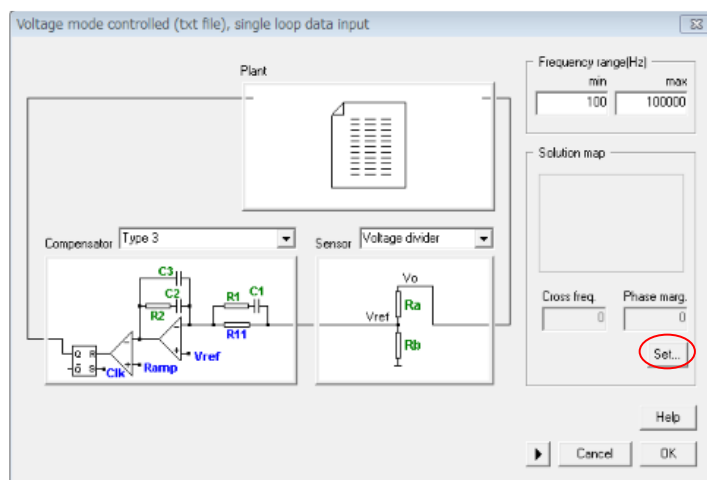 Voltage mode controlled (txt file), single loop data input
Plant
Frequency range(Hz)
min max
100 100000
Solution map
Compensator Type 3
Sensor Voltage divider
C3
C2
R2
R1 C1
R11
Vref
Ramp
Clk
Q R
Q S
Vo
Vref
Ra
Rb
Cross freq. Phase marg.
0 0
Set...
Help
Cancel OK